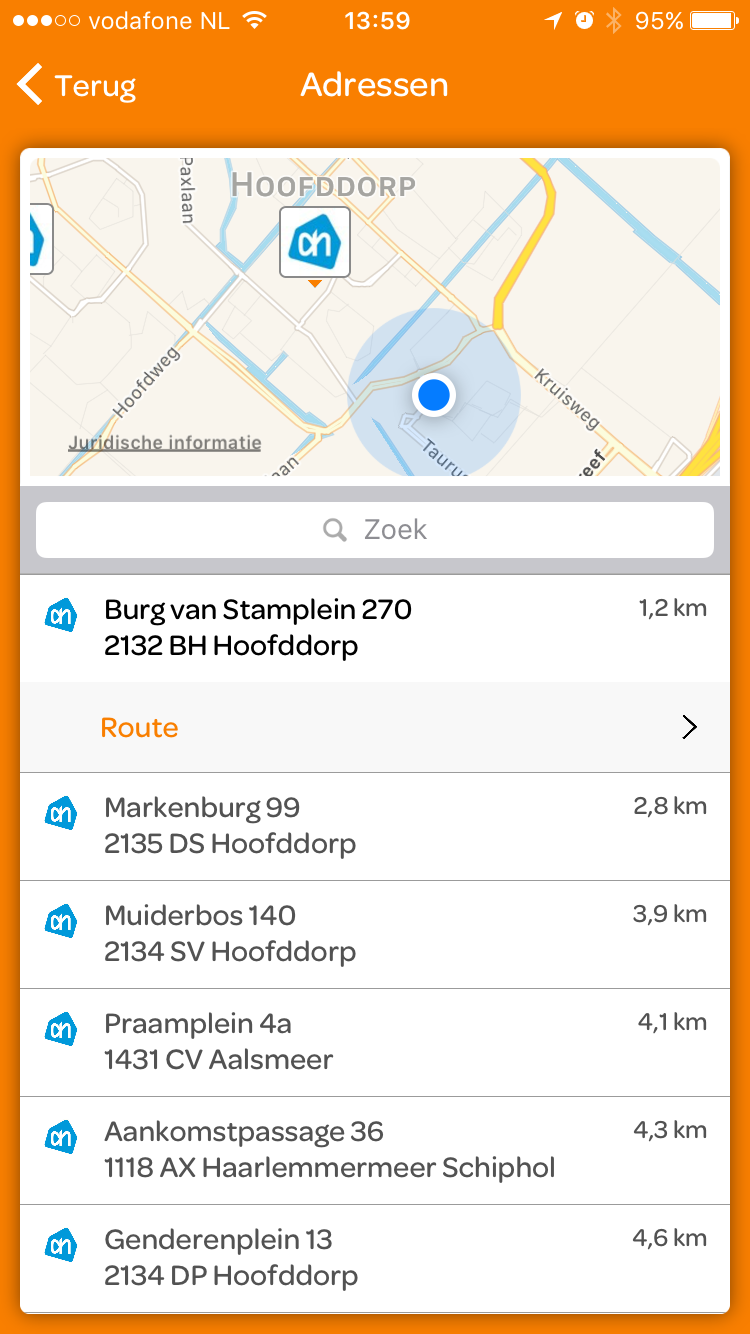 vodafone NL 13:59 95%
Terug Adressen
Paxlaan
HOOFDDORP
Hoofdweg
Kruisweg
Juridische informatie
Zoek
Burg van Stamplein 270 1,2 km
2132 BH Hoofddorp
Route
Markenburg 99 2,8 km
2135 DS Hoofddorp
Muiderbos 140 3,9 km
2134 SV Hoofddorp
Praamplein 4a 4,1 km
1431 CV Aalsmeer
Aankomstpassage 36 4,3 km
1118 AX Haarlemmermeer Schiphol
Genderenplein 13 4,6 km
2134 DP Hoofddorp